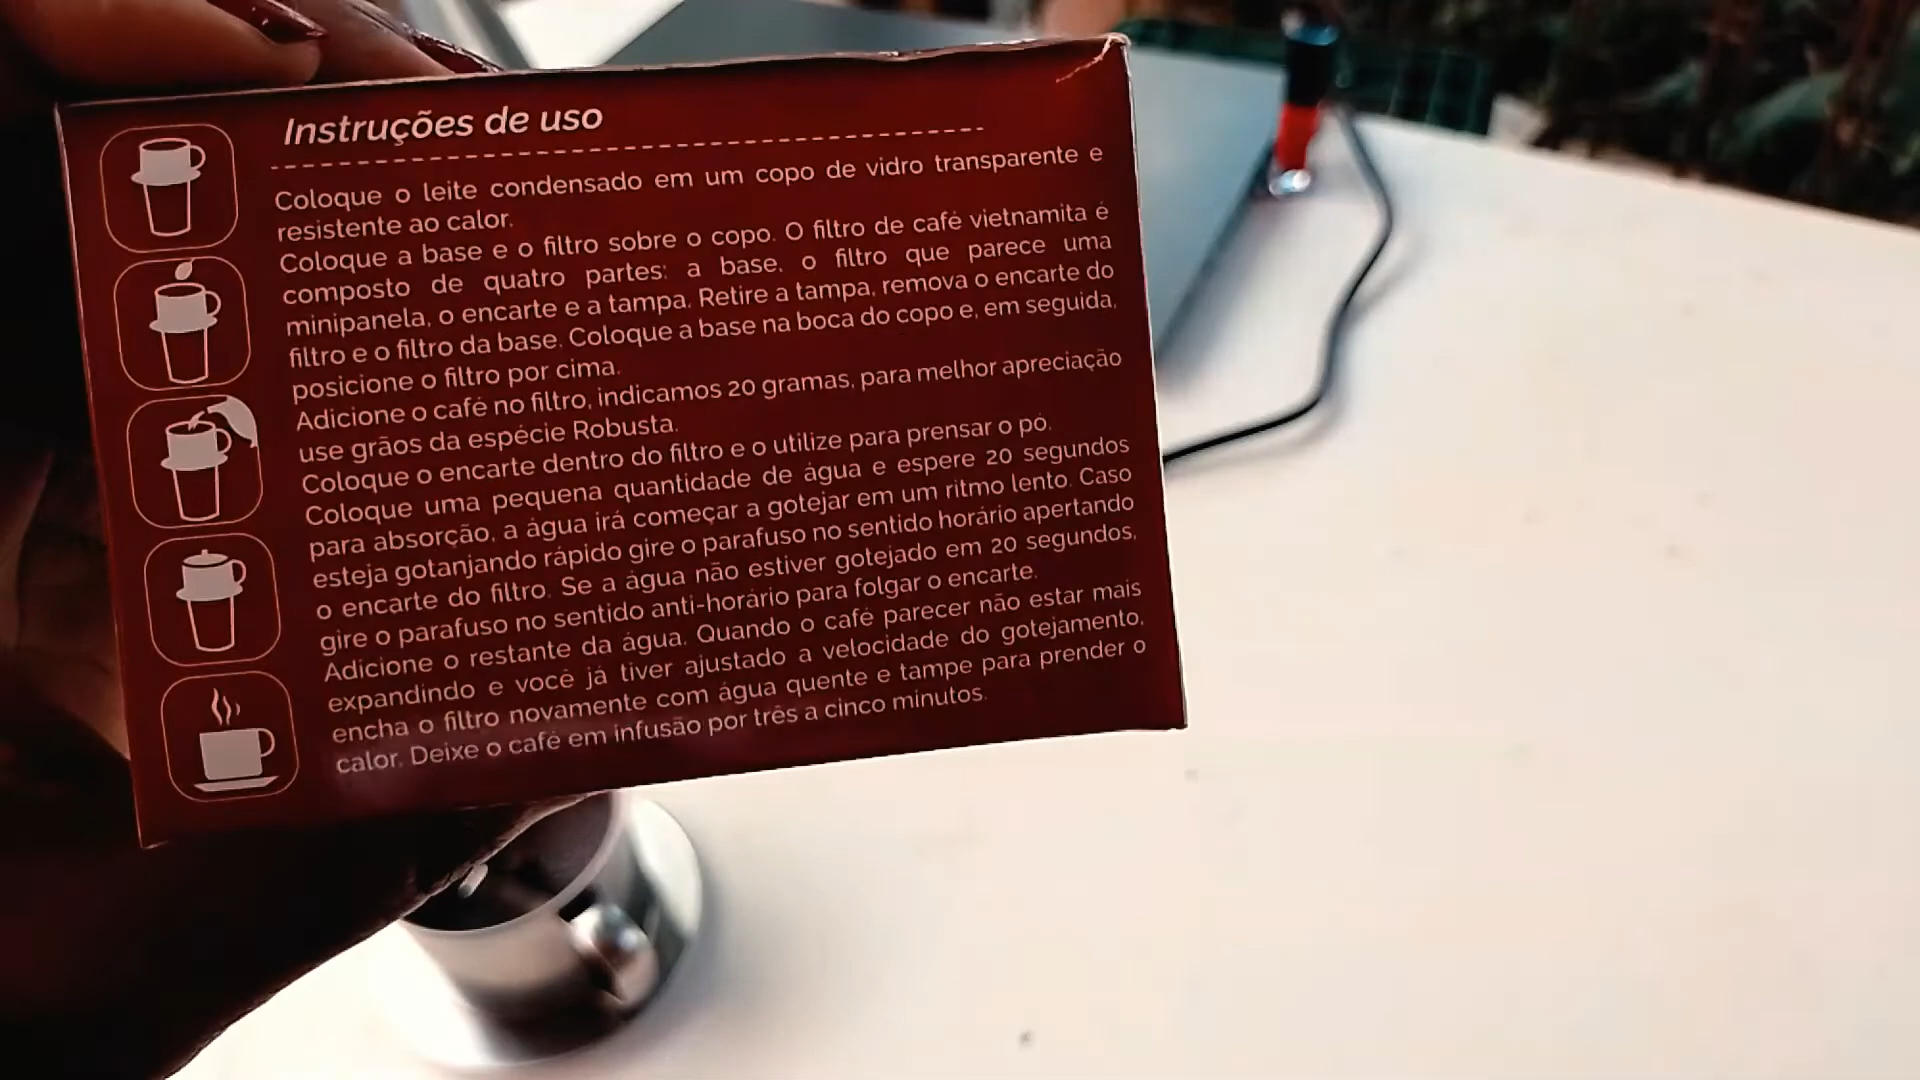 Instruções de uso
Coloque o leite condensado em um copo de vidro transparente e
resistente ao calor.
Coloque a base e o filtro sobre o copo. O filtro de café vietnamita é
composto de quatro partes: a base, o filtro que parece uma
minipanela, o encarte e a tampa. Retire a tampa, remova o encarte do
filtro e o filtro da base. Coloque a base na boca do copo e, em seguida,
posicione o filtro por cima.
Adicione o café no filtro, indicamos 20 gramas, para melhor apreciação
use grãos da espécie Robusta.
Coloque o encarte dentro do filtro e o utilize para prensar o pó.
Coloque uma pequena quantidade de água e espere 20 segundos
para absorção, a água irá começar a gotejar em um ritmo lento. Caso
esteja gotanjando rápido gire o parafuso no sentido horário apertando
o encarte do filtro. Se a água não estiver gotejado em 20 segundos,
gire o parafuso no sentido anti-horário para folgar o encarte.
Adicione o restante da água. Quando o café parecer não estar mais
expandindo e você já tiver ajustado a velocidade do gotejamento,
encha o filtro novamente com água quente e tampe para prender o
calor. Deixe o café em infusão por três a cinco minutos.